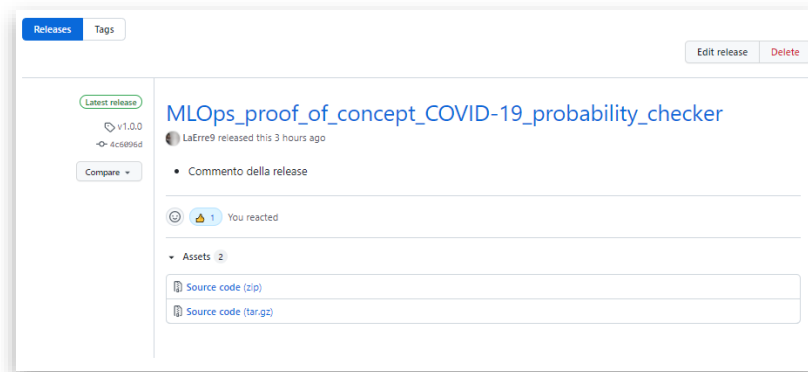 Releases Tags
Edit release Delete
Latest release
v1.0.0
4c6096d
Compare
MLOps_proof_of_concept_COVID-19_probability_checker
LaErre9 released this 3 hours ago
Commento della release
1 You reacted
Assets 2
Source code (zip)
Source code (tar.gz)